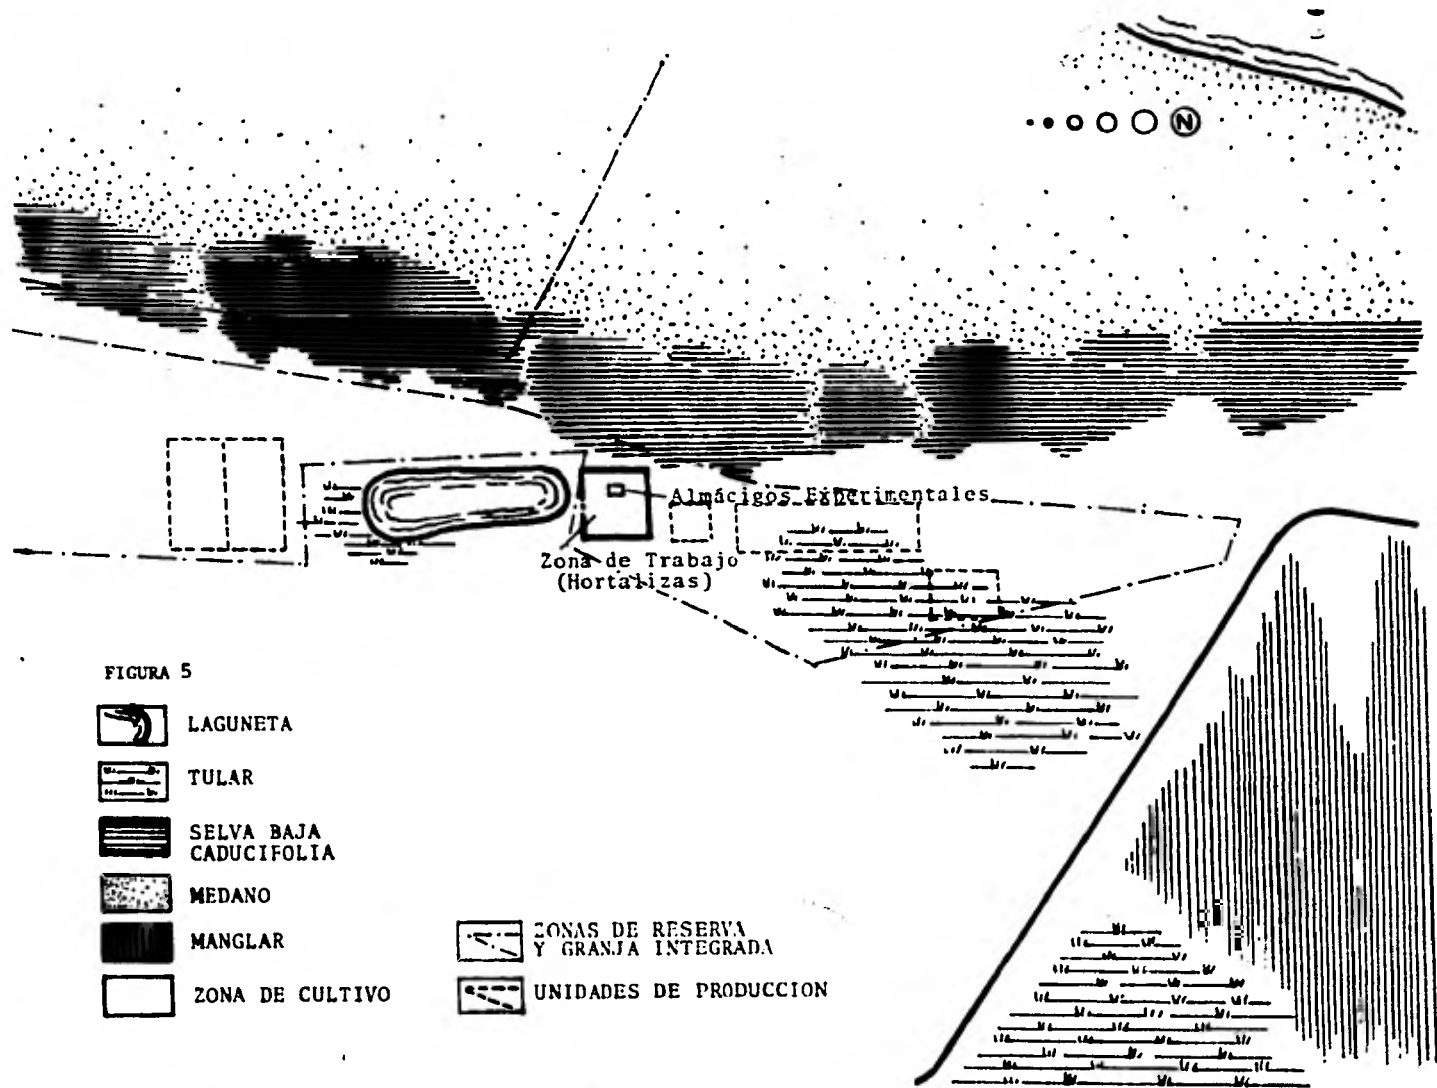 N
Almácigos Experimentales
Zona de Trabajo
(Hortalizas)
FIGURA 5
LAGUNETA
TULAR
SELVA BAJA
CADUCIFOLIA
MEDANO
MANGLAR
ZONA DE CULTIVO
ZONAS DE RESERVA
Y GRANJA INTEGRADA
UNIDADES DE PRODUCCION